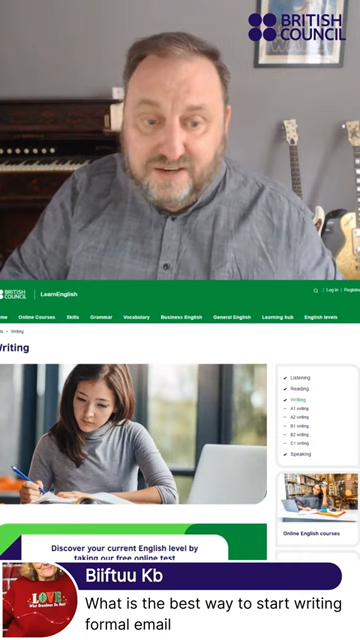 BRITISH
COUNCIL
BRITISH
COUNCIL
LearnEnglish
Log in
Online Courses
Skills
Grammar
Vocabulary
Business English
General English
Learning hub
English levels
Writing
Listening
Reading
Writing
A1 writing
A2 writing
B1 writing
B2 writing
C1 writing
Speaking
Online English courses
Discover your current English level by
taking our free online test
LOVE
Biiftuu Kb
What is the best way to start writing
formal email